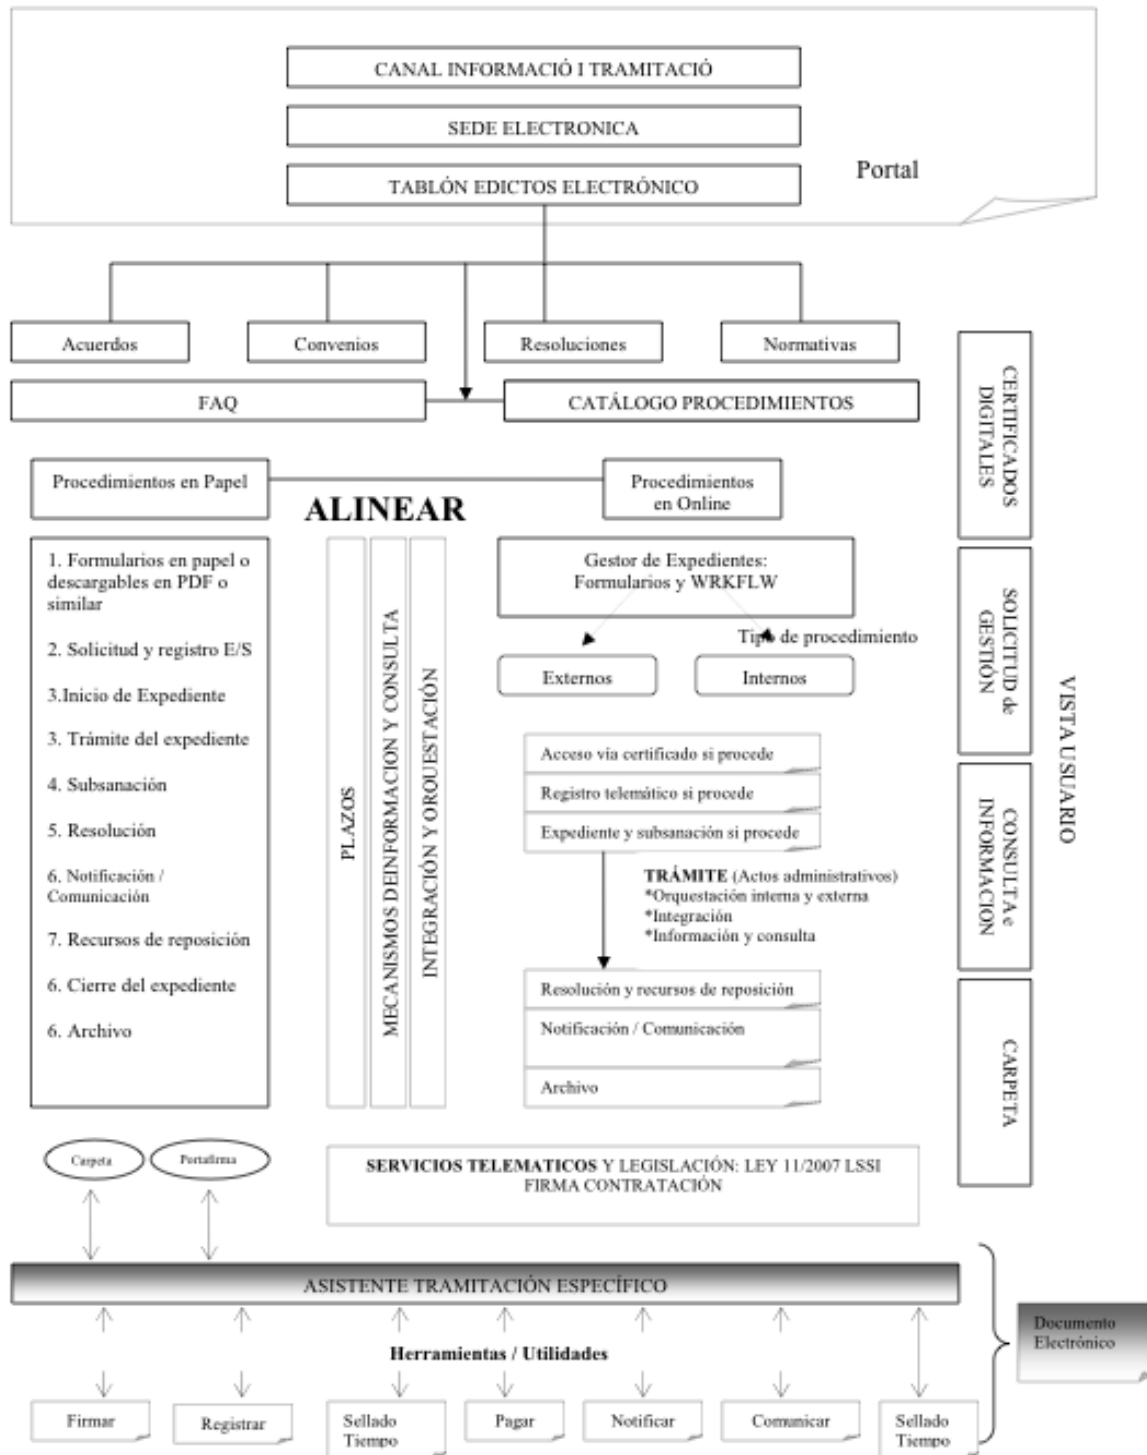 CANAL INFORMACIÓ I TRAMITACIÓ
SEDE ELECTRONICA
TABLÓN EDICTOS ELECTRÓNICO
Portal
Acuerdos
Convenios
Resoluciones
Normativas
FAQ
CATÁLOGO PROCEDIMIENTOS
Procedimientos en Papel
Procedimientos
en Online
ALINEAR
1. Formularios en papel o
descargables en PDF o
similar
2. Solicitud y registro E/S
3.Inicio de Expediente
3. Trámite del expediente
4. Subsanación
5. Resolución
6. Notificación /
Comunicación
7. Recursos de reposición
6. Cierre del expediente
6. Archivo
PLAZOS
MECANISMOS DEINFORMACION Y CONSULTA
INTEGRACIÓN Y ORQUESTACIÓN
Gestor de Expedientes:
Formularios y WRKFLW
Tipo de procedimiento
Externos
Internos
Acceso vía certificado si procede
Registro telemático si procede
Expediente y subsanación si procede
TRÁMITE (Actos administrativos)
*Orquestación interna y externa
*Integración
*Información y consulta
Resolución y recursos de reposición
Notificación / Comunicación
Archivo
CERTIFICADOS
DIGITALES
SOLICITUD de
GESTIÓN
CONSULTA e
INFORMACION
CARPETA
VISTA USUARIO
Carpeta
Portafirma
SERVICIOS TELEMATICOS Y LEGISLACIÓN: LEY 11/2007 LSSI
FIRMA CONTRATACIÓN
ASISTENTE TRAMITACIÓN ESPECÍFICO
Herramientas / Utilidades
Documento
Electrónico
Firmar
Registrar
Sellado
Tiempo
Pagar
Notificar
Comunicar
Sellado
Tiempo